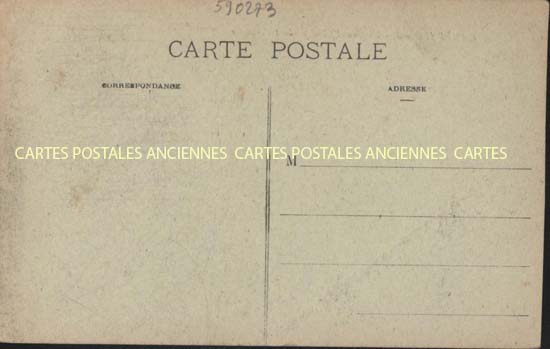 590273
CARTE POSTALE
CORRESPONDANCE
ADRESSE
CARTES POSTALES ANCIENNES CARTES POSTALES ANCIENNES CARTES
M